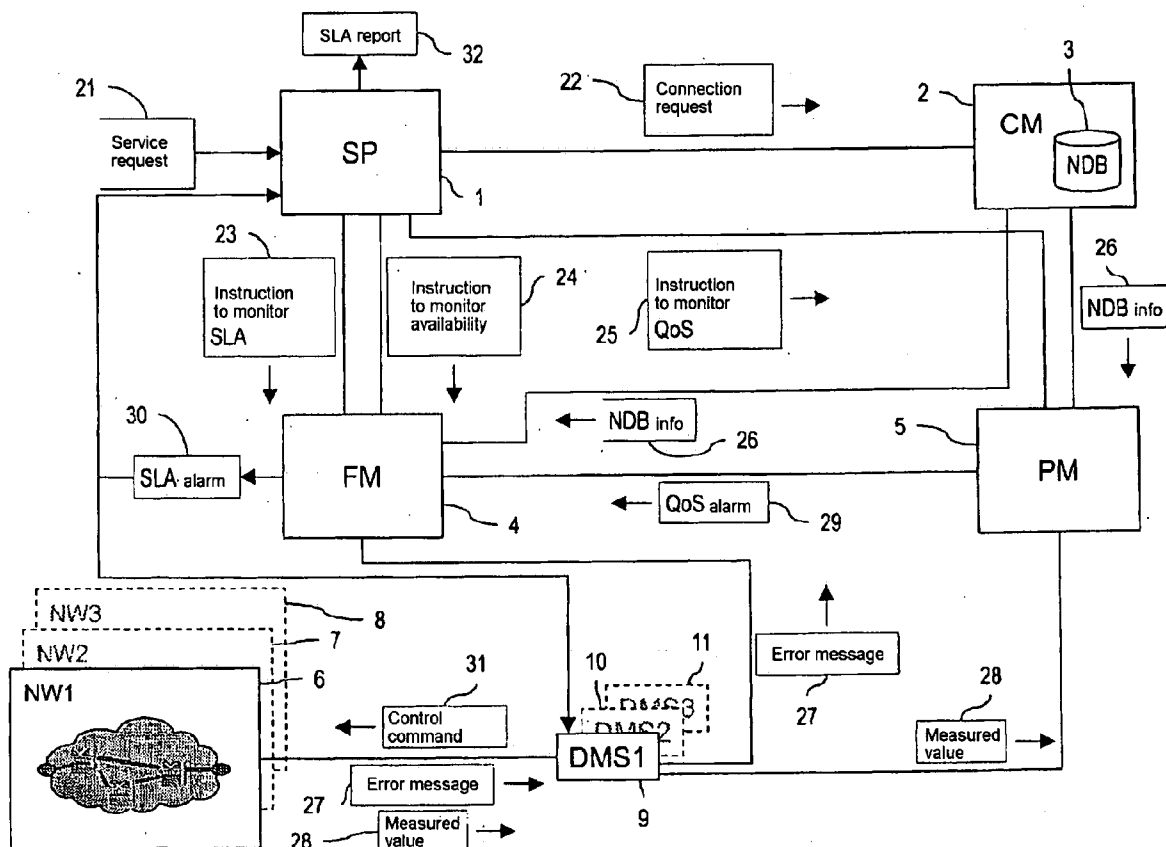 SLA report
32
21
Service
request
SP
1
22
Connection
request
2
3
CM
NDB
23
Instruction
to monitor
SLA
Instruction
to monitor
availability
24
Instruction
to monitor
QoS
25
26
NDB info
30
SLA alarm
FM
4
NDB info
26
5
PM
QoS alarm
29
NW3
8
NW2
7
NW1
6
31
Control
command
10
11
DMS3
DMS2
DMS1
9
Error message
27
28
Measured
value
Error message
27
Measured
value
28